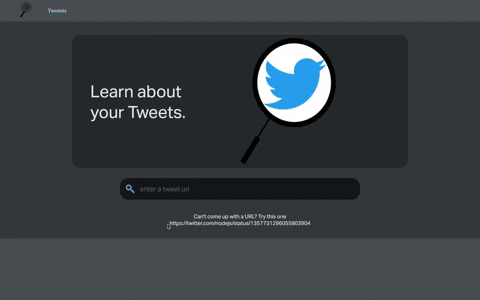 Tweetsis
Learn about
your Tweets.
enter a tweet url
Can't come up with a URL? Try this one
https://twitter.com/nodejs/status/1357731296055803904